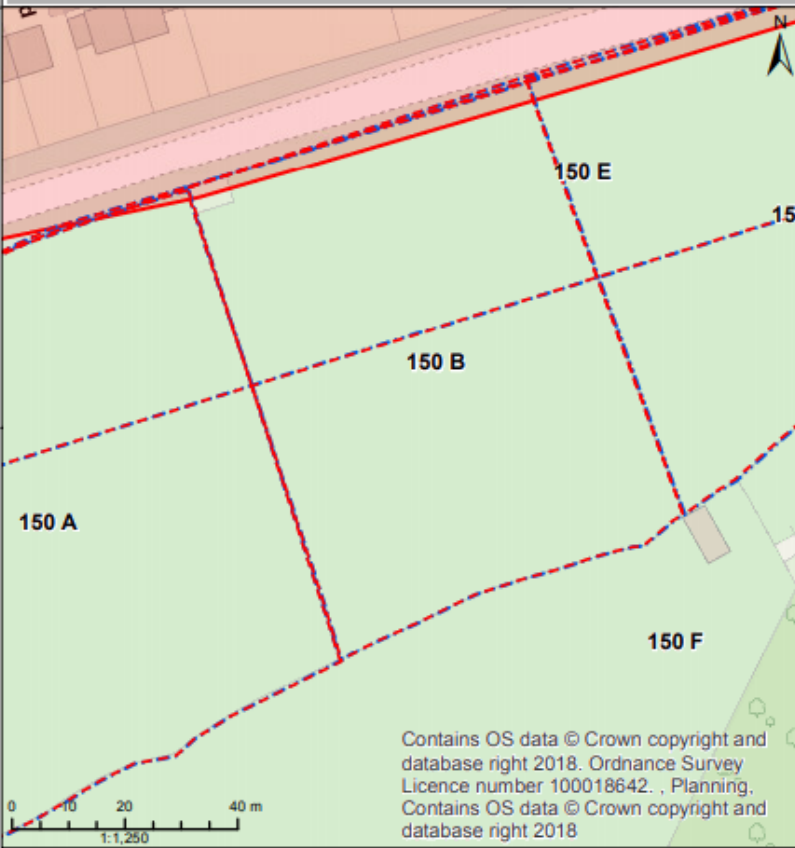 N
150 E
15
150 B
150 A
150 F
Contains OS data © Crown copyright and
database right 2018. Ordnance Survey
Licence number 100018642. , Planning,
Contains OS data © Crown copyright and
database right 2018
0 10 20 40 m
1:1,250